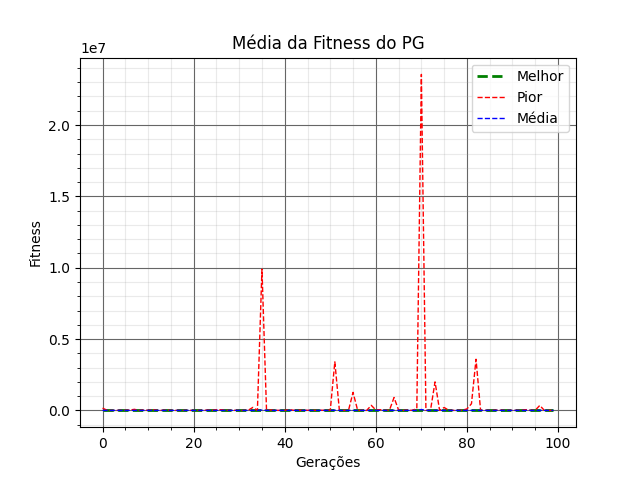 Média da Fitness do PG
1e7
Melhor
Pior
Média
2.0
1.5
1.0
0.5
0.0
Fitness
0 20 40 60 80 100
Gerações